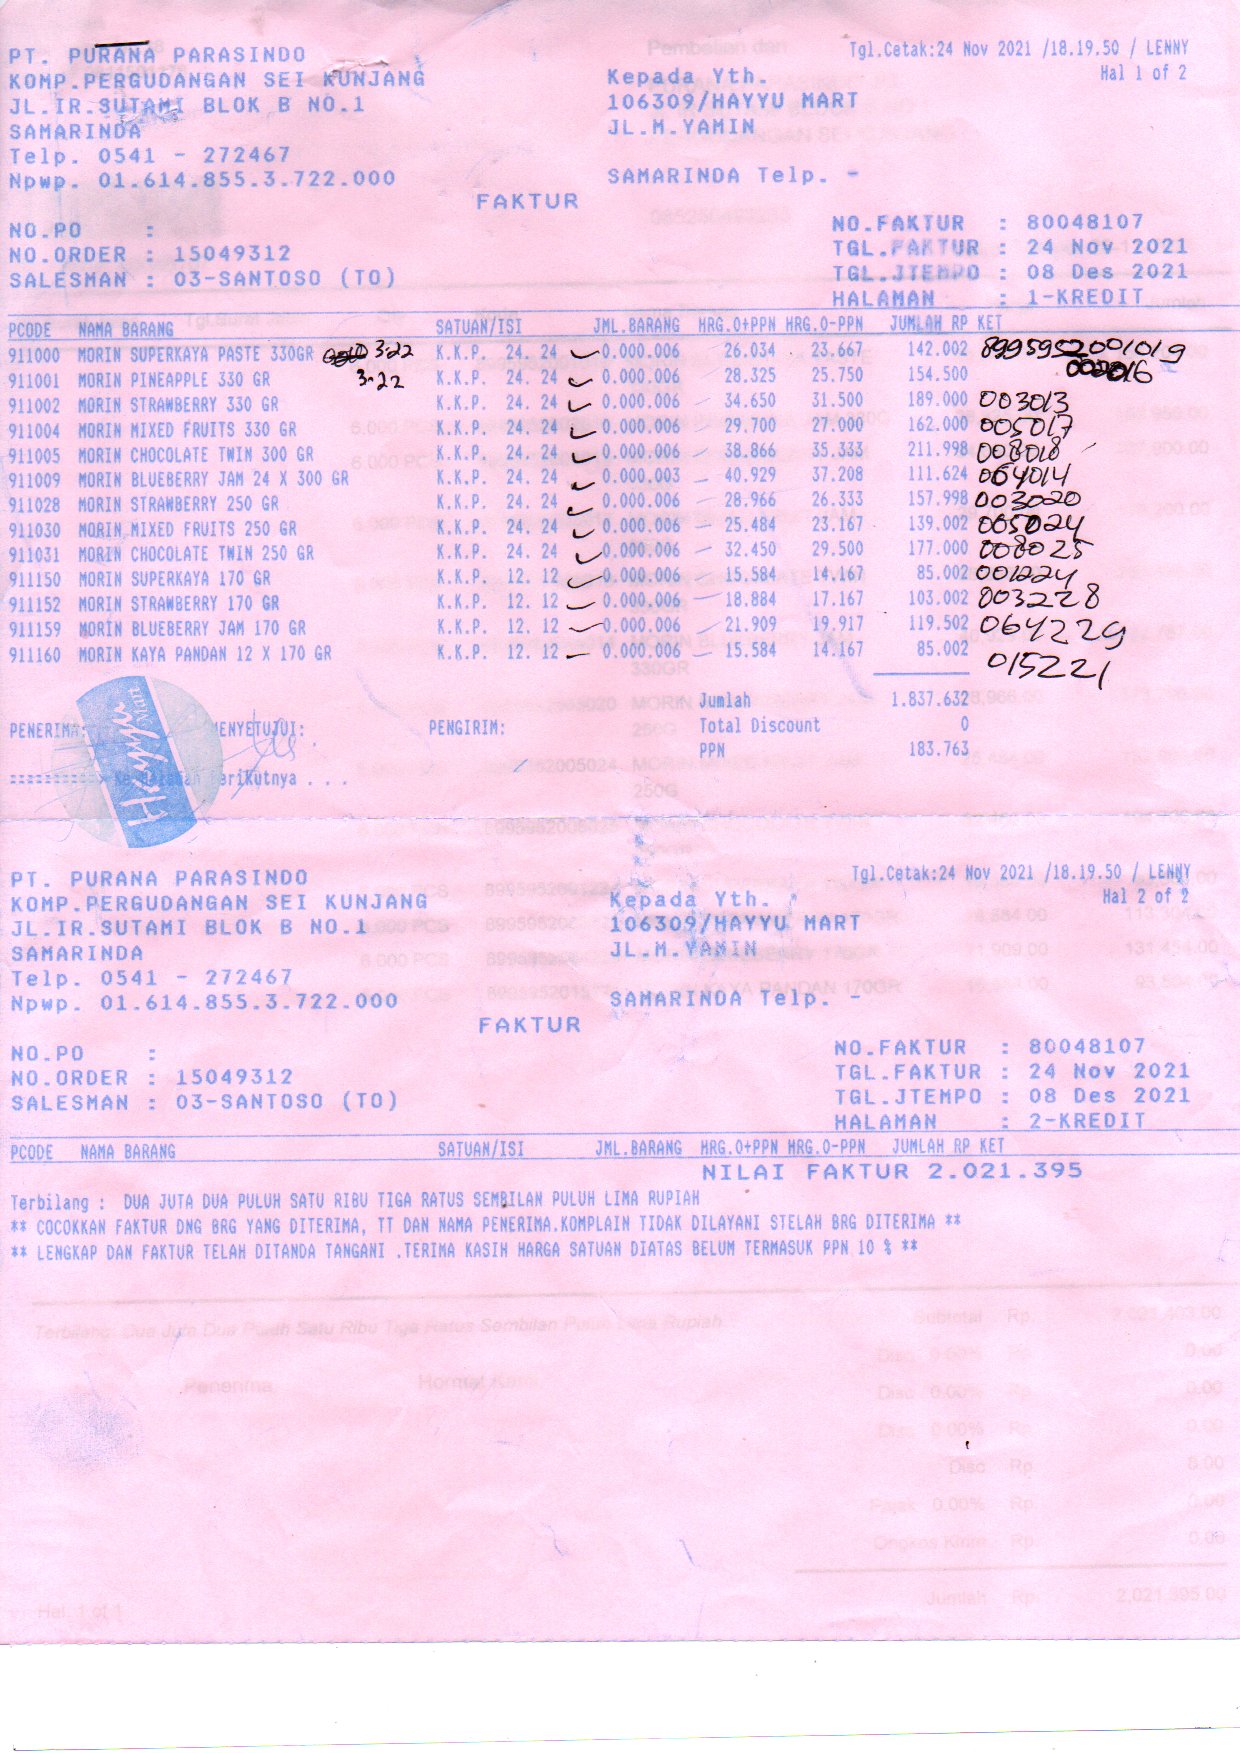 PT. PURANA PARASINDO
KOMP.PERGUDANGAN SEI KUNJANG
JL.IR.SUTAMI BLOK B NO.1
SAMARINDA
Telp. 0541 - 272467
Npwp. 01.614.855.3.722.000
Tgl.Cetak:24 Nov 2021 /18.19.50 / LENNY
Hal 1 of 2
Kepada Yth.
106309/HAYYU MART
JL.M.YAMIN
SAMARINDA Telp. -
FAKTUR
NO.PO :
NO.ORDER : 15049312
SALESMAN : 03-SANTOSO (TO)
NO.FAKTUR : 80048107
TGL.FAKTUR : 24 Nov 2021
TGL.JTEMPO : 08 Des 2021
HALAMAN : 1-KREDIT
PCODE NAMA BARANG SATUAN/ISI JML.BARANG HRG.O+PPN HRG.O-PPN JUMLAH RP KET
911000 MORIN SUPERKAYA PASTE 330GR 3-22 K.K.P. 24. 24 0.000.006 26.034 23.667 142.002 8995952001019
911001 MORIN PINEAPPLE 330 GR 3-22 K.K.P. 24. 24 0.000.006 28.325 25.750 154.500 002016
911002 MORIN STRAWBERRY 330 GR K.K.P. 24. 24 0.000.006 34.650 31.500 189.000 003013
911004 MORIN MIXED FRUITS 330 GR K.K.P. 24. 24 0.000.006 29.700 27.000 162.000 005017
911005 MORIN CHOCOLATE TWIN 300 GR K.K.P. 24. 24 0.000.006 38.866 35.333 211.998 008018
911009 MORIN BLUEBERRY JAM 24 X 300 GR K.K.P. 24. 24 0.000.003 40.929 37.208 111.624 064014
911028 MORIN STRAWBERRY 250 GR K.K.P. 24. 24 0.000.006 28.966 26.333 157.998 003020
911030 MORIN MIXED FRUITS 250 GR K.K.P. 24. 24 0.000.006 25.484 23.167 139.002 005024
911031 MORIN CHOCOLATE TWIN 250 GR K.K.P. 24. 24 0.000.006 32.450 29.500 177.000 008025
911150 MORIN SUPERKAYA 170 GR K.K.P. 12. 12 0.000.006 15.584 14.167 85.002 001224
911152 MORIN STRAWBERRY 170 GR K.K.P. 12. 12 0.000.006 18.884 17.167 103.002 003228
911159 MORIN BLUEBERRY JAM 170 GR K.K.P. 12. 12 0.000.006 21.909 19.917 119.502 064229
911160 MORIN KAYA PANDAN 12 X 170 GR K.K.P. 12. 12 0.000.006 15.584 14.167 85.002 015221
Jumlah 1.837.632
PENERIMA: MENYETUJUI: PENGIRIM: Total Discount 0
PPN 183.763
Hayyu Mart
Berikutnya . . .
PT. PURANA PARASINDO
KOMP.PERGUDANGAN SEI KUNJANG
JL.IR.SUTAMI BLOK B NO.1
SAMARINDA
Telp. 0541 - 272467
Npwp. 01.614.855.3.722.000
Tgl.Cetak:24 Nov 2021 /18.19.50 / LENNY
Hal 2 of 2
Kepada Yth.
106309/HAYYU MART
JL.M.YAMIN
SAMARINDA Telp. -
FAKTUR
NO.PO :
NO.ORDER : 15049312
SALESMAN : 03-SANTOSO (TO)
NO.FAKTUR : 80048107
TGL.FAKTUR : 24 Nov 2021
TGL.JTEMPO : 08 Des 2021
HALAMAN : 2-KREDIT
PCODE NAMA BARANG SATUAN/ISI JML.BARANG HRG.O+PPN HRG.O-PPN JUMLAH RP KET
NILAI FAKTUR 2.021.395
Terbilang : DUA JUTA DUA PULUH SATU RIBU TIGA RATUS SEMBILAN PULUH LIMA RUPIAH
** COCOKKAN FAKTUR DNG BRG YANG DITERIMA, TT DAN NAMA PENERIMA.KOMPLAIN TIDAK DILAYANI STELAH BRG DITERIMA **
** LENGKAP DAN FAKTUR TELAH DITANDA TANGANI .TERIMA KASIH HARGA SATUAN DIATAS BELUM TERMASUK PPN 10 % **